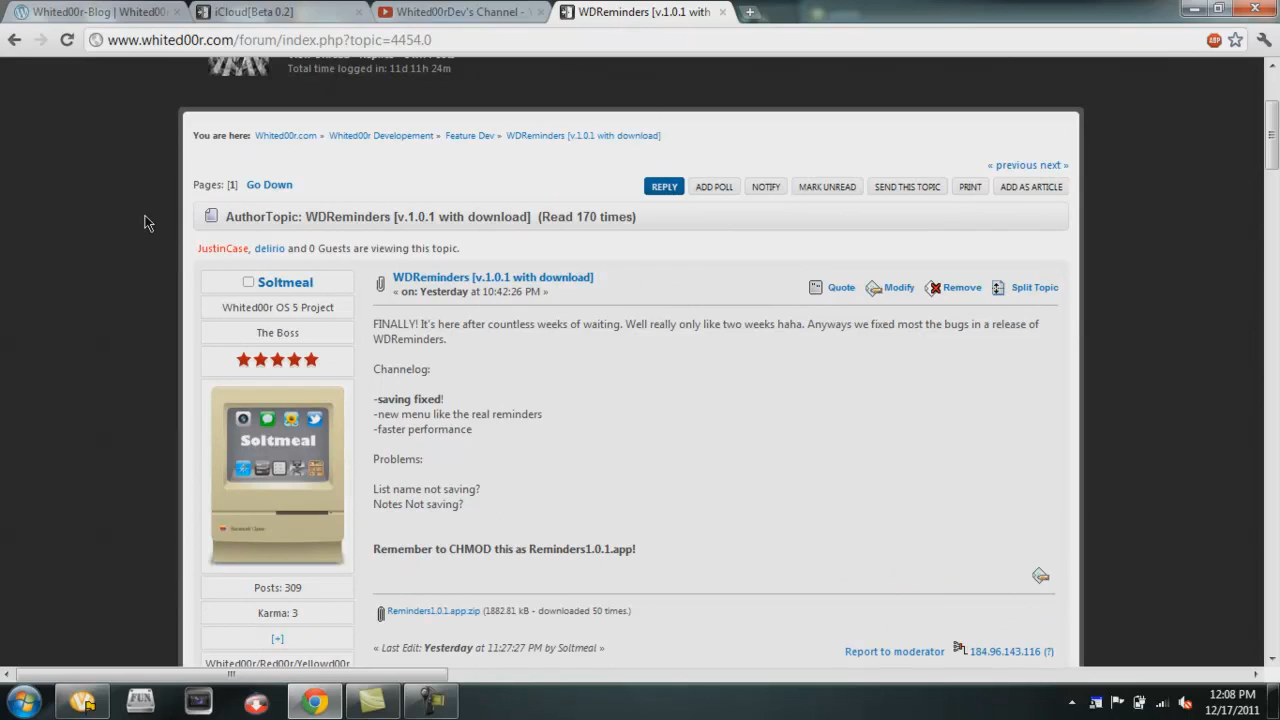 Whited00r-Blog | Whited00
iCloud[Beta 0.2]
Whited00rDev's Channel -
WDReminders [v.1.0.1 with
www.whited00r.com/forum/index.php?topic=4454.0
ABP
Total time logged in: 11d 11h 24m
You are here: Whited00r.com » Whited00r Developement » Feature Dev » WDReminders [v.1.0.1 with download]
« previous next »
Pages: [1] Go Down
REPLY ADD POLL NOTIFY MARK UNREAD SEND THIS TOPIC PRINT ADD AS ARTICLE
AuthorTopic: WDReminders [v.1.0.1 with download] (Read 170 times)
JustinCase, delirio and 0 Guests are viewing this topic.
Soltmeal
Whited00r OS 5 Project
The Boss
Soltmeal
Posts: 309
Karma: 3
[+]
Whited00r/Red00r/Yellowd00r
WDReminders [v.1.0.1 with download]
« on: Yesterday at 10:42:26 PM »
Quote Modify Remove Split Topic
FINALLY! It's here after countless weeks of waiting. Well really only like two weeks haha. Anyways we fixed most the bugs in a release of
WDReminders.
Channelog:
-saving fixed!
-new menu like the real reminders
-faster performance
Problems:
List name not saving?
Notes Not saving?
Remember to CHMOD this as Reminders1.0.1.app!
Reminders1.0.1.app.zip (1882.81 kB - downloaded 50 times.)
« Last Edit: Yesterday at 11:27:27 PM by Soltmeal »
Report to moderator 184.96.143.116 (?)
FUN
12:08 PM
12/17/2011